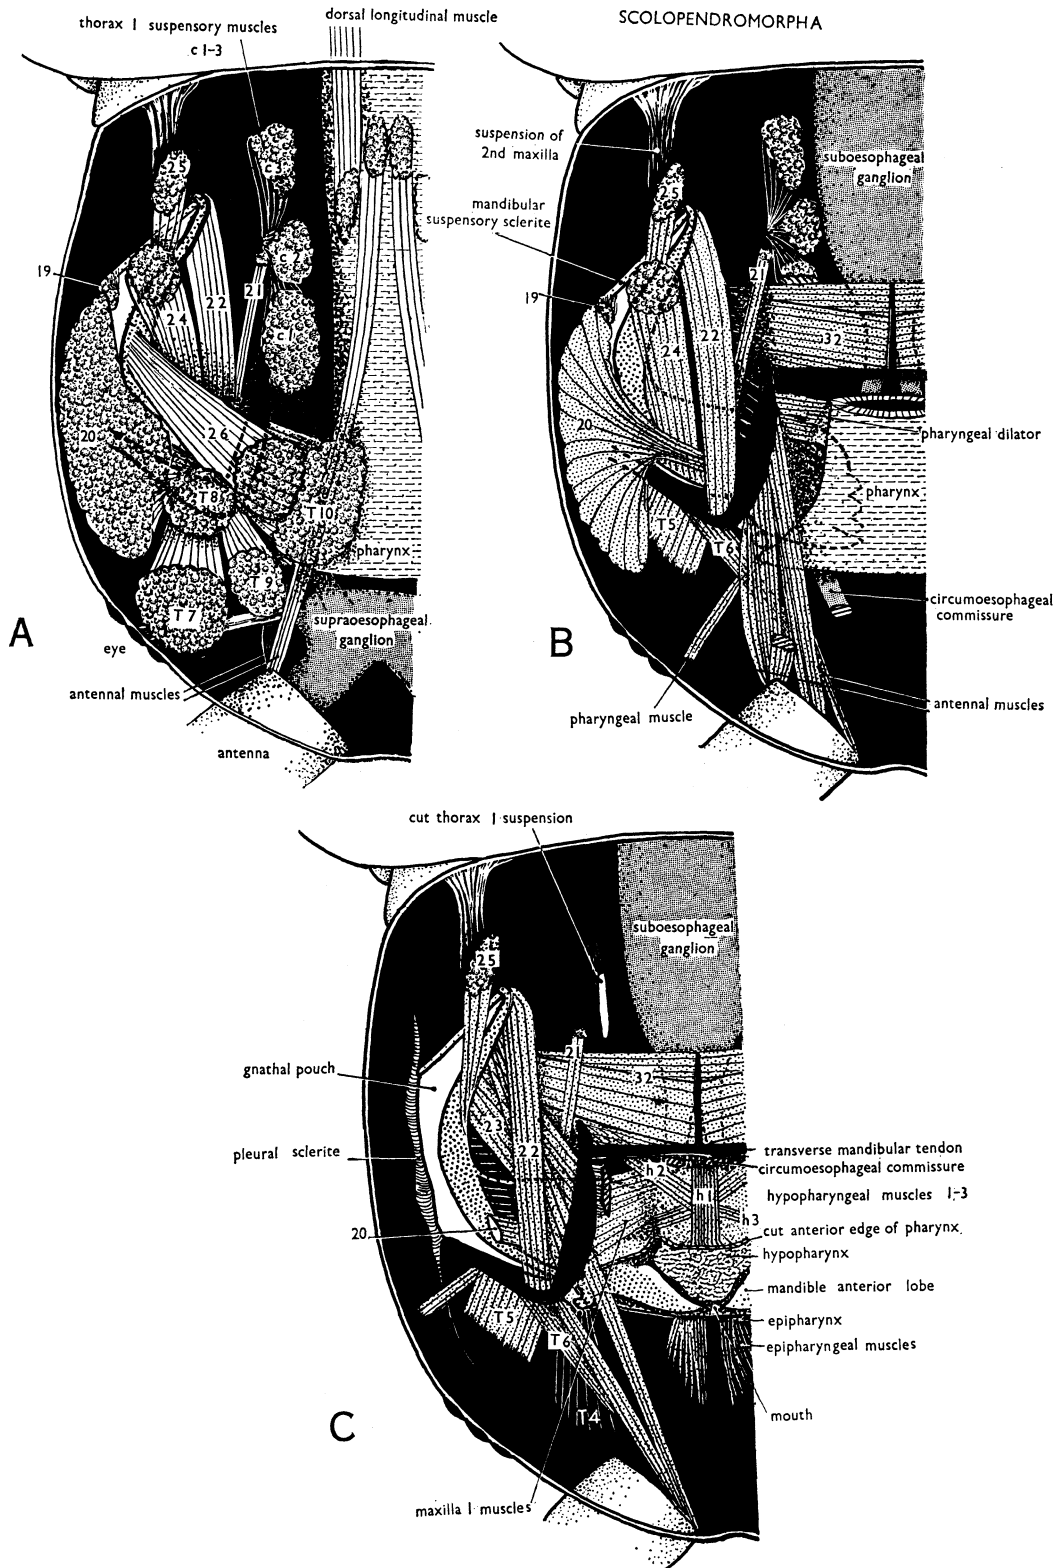 SCOLOPENDROMORPHA
thorax 1 suspensory muscles
c 1-3
dorsal longitudinal muscle
25
c3
c2
19
22
21
24
c1
20
26
T8
T10
pharynx
T9
T7
supraoesophageal
ganglion
A
eye
antennal muscles
antenna
suspension of
2nd maxilla
suboesophageal
ganglion
25
mandibular
suspensory sclerite
21
19
32
22
24
20
pharyngeal dilator
pharynx
T5
T6
circumoesophageal
commissure
B
antennal muscles
pharyngeal muscle
cut thorax 1 suspension
suboesophageal
ganglion
25
21
gnathal pouch
32
23
22
pleural sclerite
transverse mandibular tendon
circumoesophageal commissure
h2
h1
hypopharyngeal muscles 1-3
h3
20
cut anterior edge of pharynx
hypopharynx
mandible anterior lobe
T5
epipharynx
T6
epipharyngeal muscles
T4
mouth
C
maxilla 1 muscles